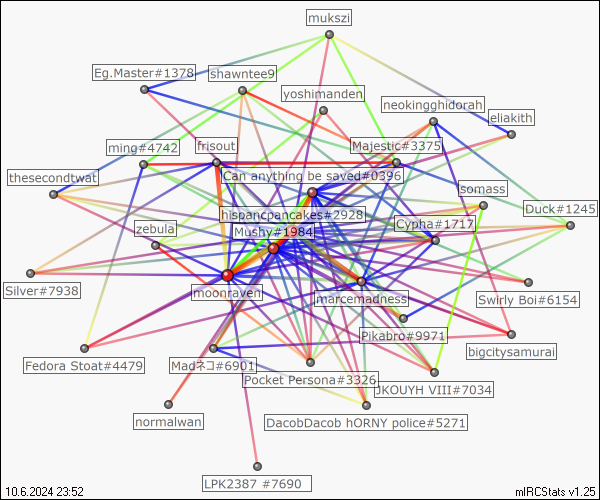 mukszi
Eg.Master#1378
shawntee9
yoshimanden
neokingghidorah
eliakith
ming#4742
frisout
Majestic#3375
thesecondtwat
Can anything be saved#0396
somass
hispancpancakes#2928
Duck#1245
zebula
Mushy#1984
Cypha#1717
Silver#7938
moonraven
marcemadness
Swirly Boi#6154
Pikabro#9971
Fedora Stoat#4479
Madネコ#6901
bigcitysamurai
Pocket Persona#3326
JKOUYH VIII#7034
normalwan
DacobDacob hORNY police#5271
LPK2387 #7690
10.6.2024 23:52
mIRCStats v1.25